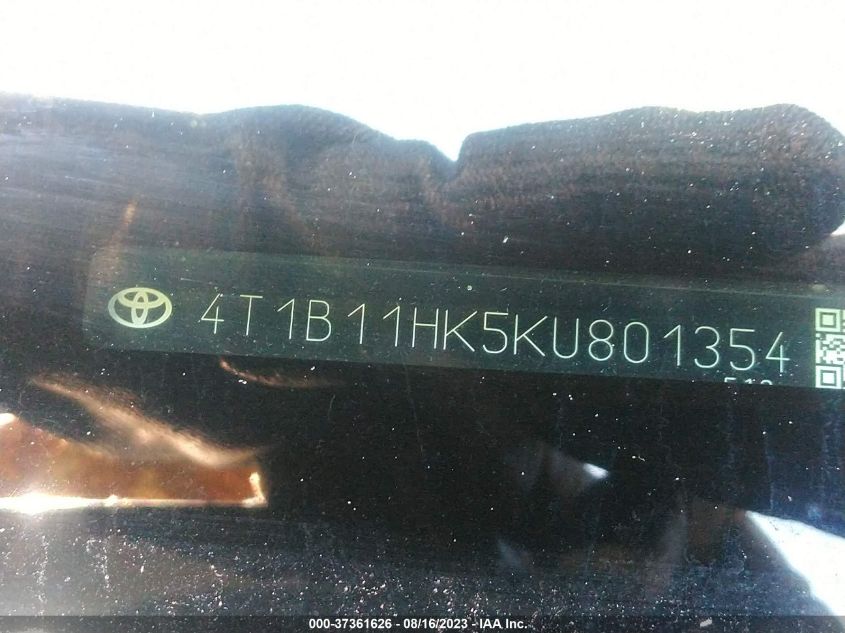 4T1B11HK5KU801354
000-37361626 - 08/16/2023 - IAA Inc.